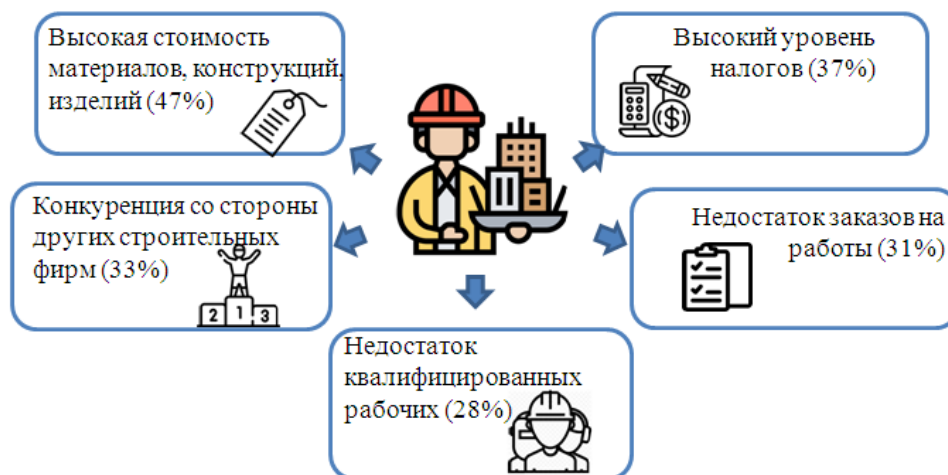 Высокая стоимость
материалов, конструкций,
изделий (47%)
Высокий уровень
налогов (37%)
Конкуренция со стороны
других строительных
фирм (33%)
2 1 3
Недостаток заказов на
работы (31%)
Недостаток
квалифицированных
рабочих (28%)